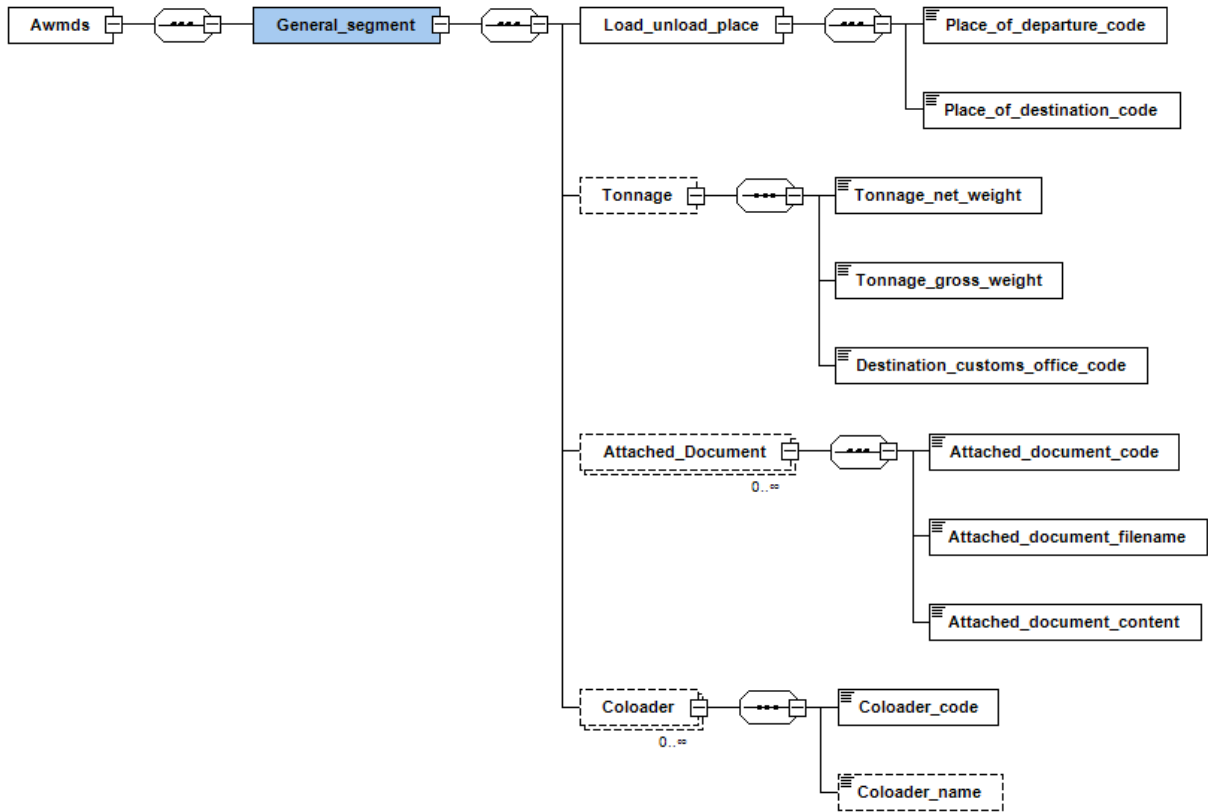 Awmds
General_segment
Load_unload_place
Place_of_departure_code
Place_of_destination_code
Tonnage
Tonnage_net_weight
Tonnage_gross_weight
Destination_customs_office_code
Attached_Document
0..∞
Attached_document_code
Attached_document_filename
Attached_document_content
Coloader
0..∞
Coloader_code
Coloader_name